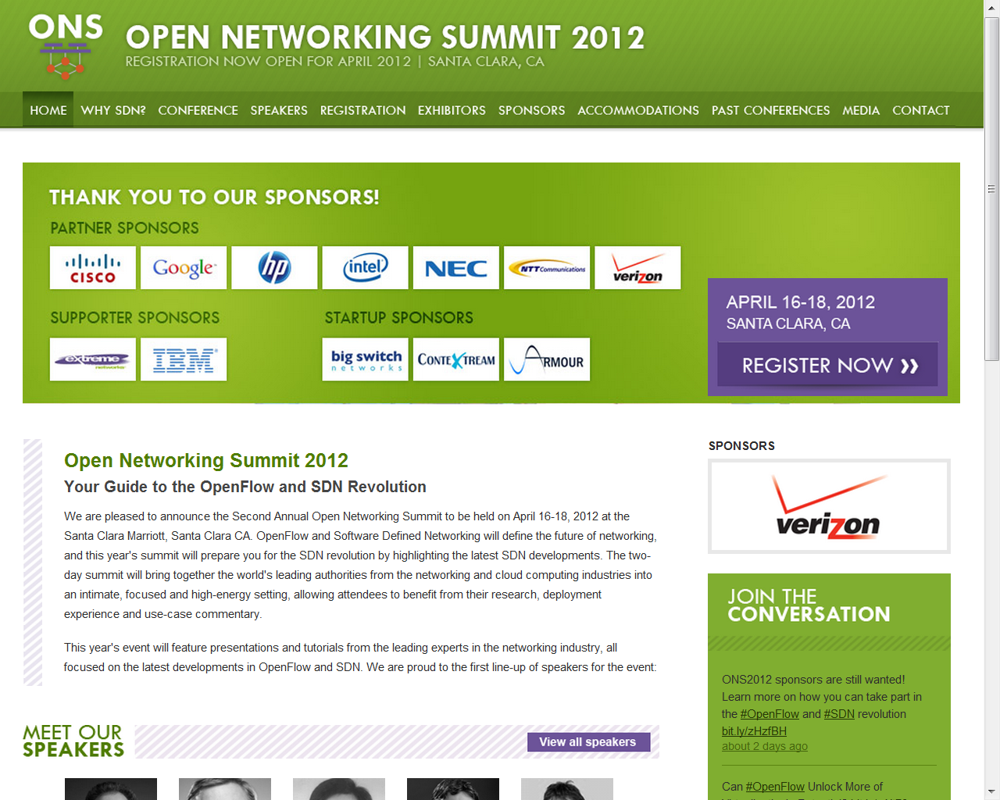 ONS
OPEN NETWORKING SUMMIT 2012
REGISTRATION NOW OPEN FOR APRIL 2012 | SANTA CLARA, CA
HOME WHY SDN? CONFERENCE SPEAKERS REGISTRATION EXHIBITORS SPONSORS ACCOMMODATIONS PAST CONFERENCES MEDIA CONTACT
THANK YOU TO OUR SPONSORS!
PARTNER SPONSORS
CISCO Google hp intel NEC NTT Communications verizon
SUPPORTER SPONSORS
extreme networks IBM
STARTUP SPONSORS
big switch networks CONTEXTREAM ARMOUR
APRIL 16-18, 2012
SANTA CLARA, CA
REGISTER NOW »
Open Networking Summit 2012
Your Guide to the OpenFlow and SDN Revolution
We are pleased to announce the Second Annual Open Networking Summit to be held on April 16-18, 2012 at the
Santa Clara Marriott, Santa Clara CA. OpenFlow and Software Defined Networking will define the future of networking,
and this year's summit will prepare you for the SDN revolution by highlighting the latest SDN developments. The two-
day summit will bring together the world's leading authorities from the networking and cloud computing industries into
an intimate, focused and high-energy setting, allowing attendees to benefit from their research, deployment
experience and use-case commentary.
This year's event will feature presentations and tutorials from the leading experts in the networking industry, all
focused on the latest developments in OpenFlow and SDN. We are proud to the first line-up of speakers for the event:
MEET OUR
SPEAKERS
View all speakers
SPONSORS
verizon
JOIN THE
CONVERSATION
ONS2012 sponsors are still wanted!
Learn more on how you can take part in
the #OpenFlow and #SDN revolution
bit.ly/zHzfBH
about 2 days ago
Can #OpenFlow Unlock More of